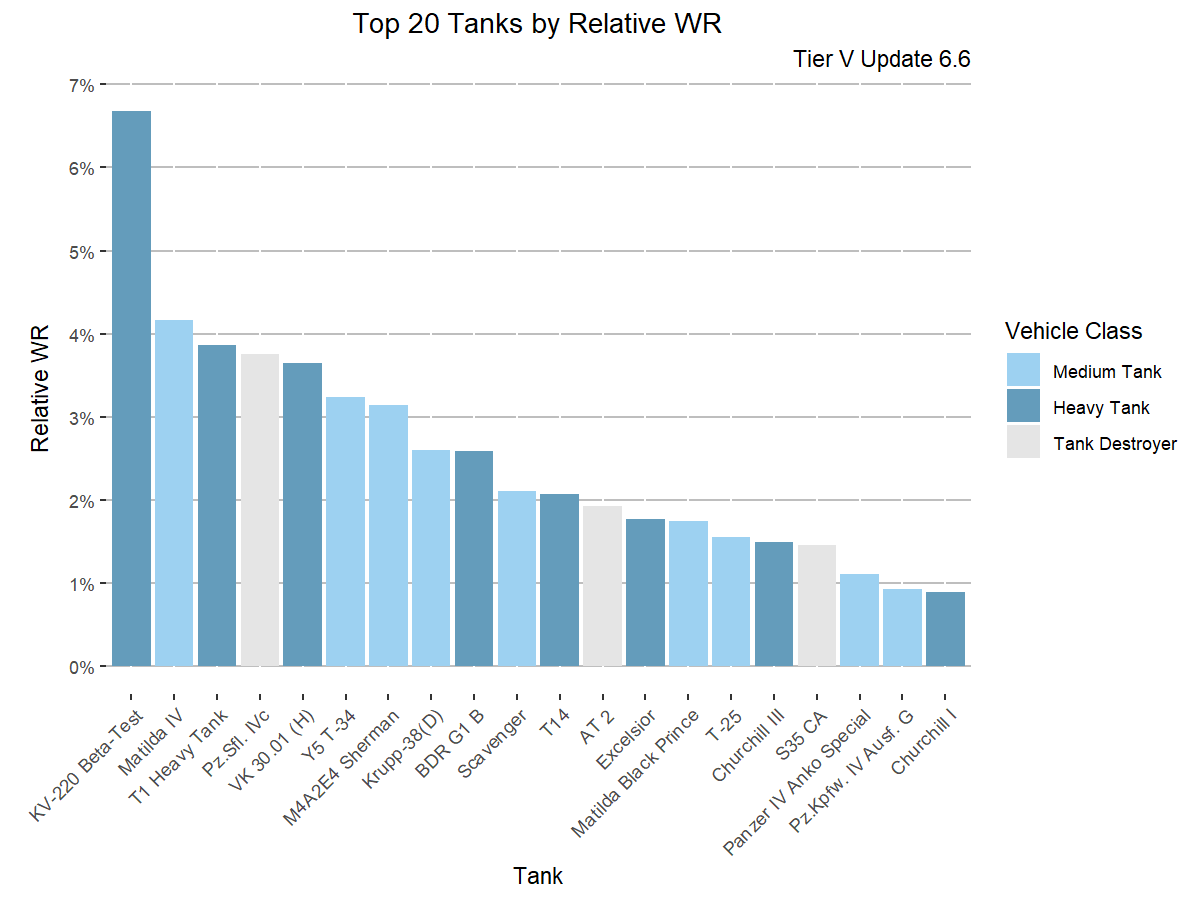 Top 20 Tanks by Relative WR
Tier V Update 6.6
7%
6%
5%
4%
3%
2%
1%
0%
Relative WR
KV-220 Beta-Test
Matilda IV
T1 Heavy Tank
Pz.Sfl. IVc
VK 30.01 (H)
Y5 T-34
M4A2E4 Sherman
Krupp-38(D)
BDR G1 B
Scavenger
T14
AT 2
Excelsior
Matilda Black Prince
T-25
Churchill III
S35 CA
Panzer IV Anko Special
Pz.Kpfw. IV Ausf. G
Churchill I
Tank
Vehicle Class
Medium Tank
Heavy Tank
Tank Destroyer